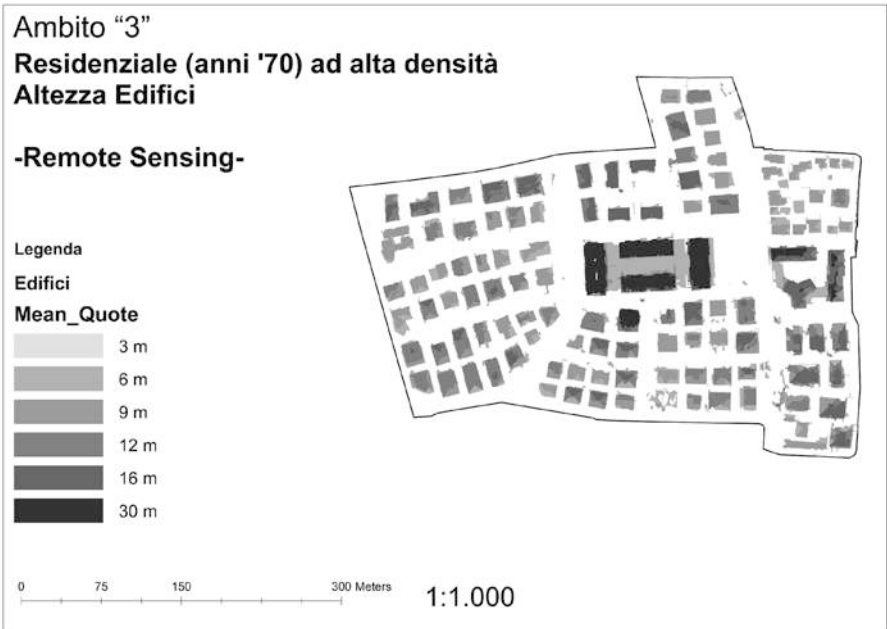 Ambito “3”
Residenziale (anni '70) ad alta densità
Altezza Edifici
-Remote Sensing-
Legenda
Edifici
Mean_Quote
3 m
6 m
9 m
12 m
16 m
30 m
0 75 150 300 Meters
1:1.000